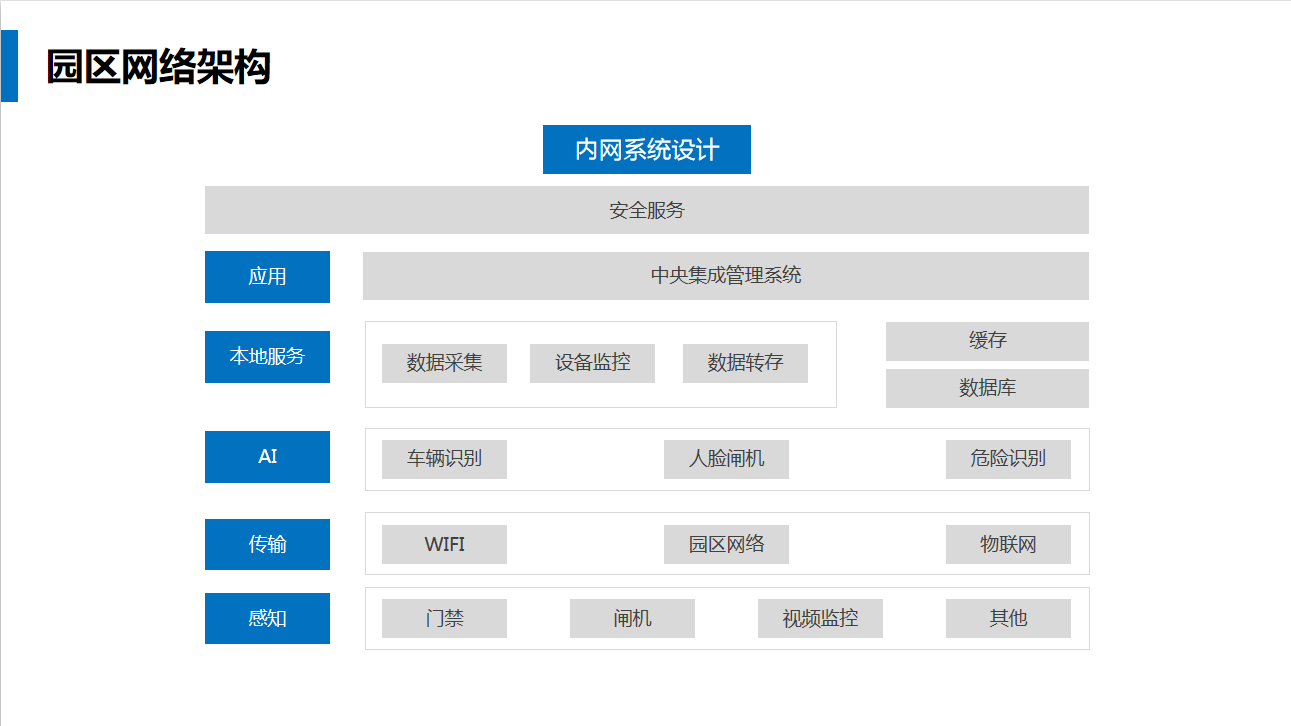 园区网络架构
内网系统设计
安全服务
应用
中央集成管理系统
本地服务
数据采集
设备监控
数据转存
缓存
数据库
AI
车辆识别
人脸闸机
危险识别
传输
WIFI
园区网络
物联网
感知
门禁
闸机
视频监控
其他